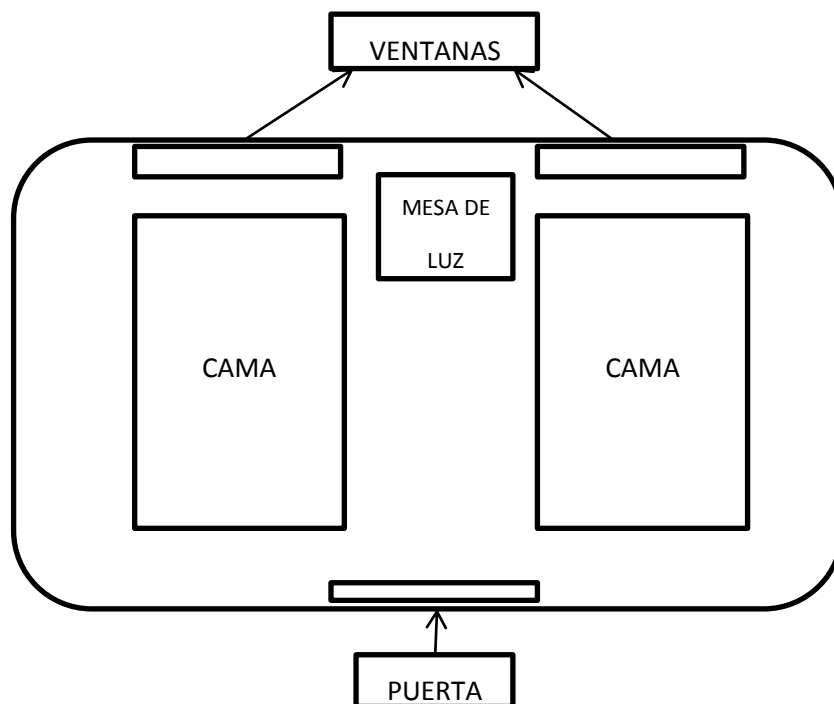 VENTANAS
MESA DE
LUZ
CAMA
CAMA
PUERTA